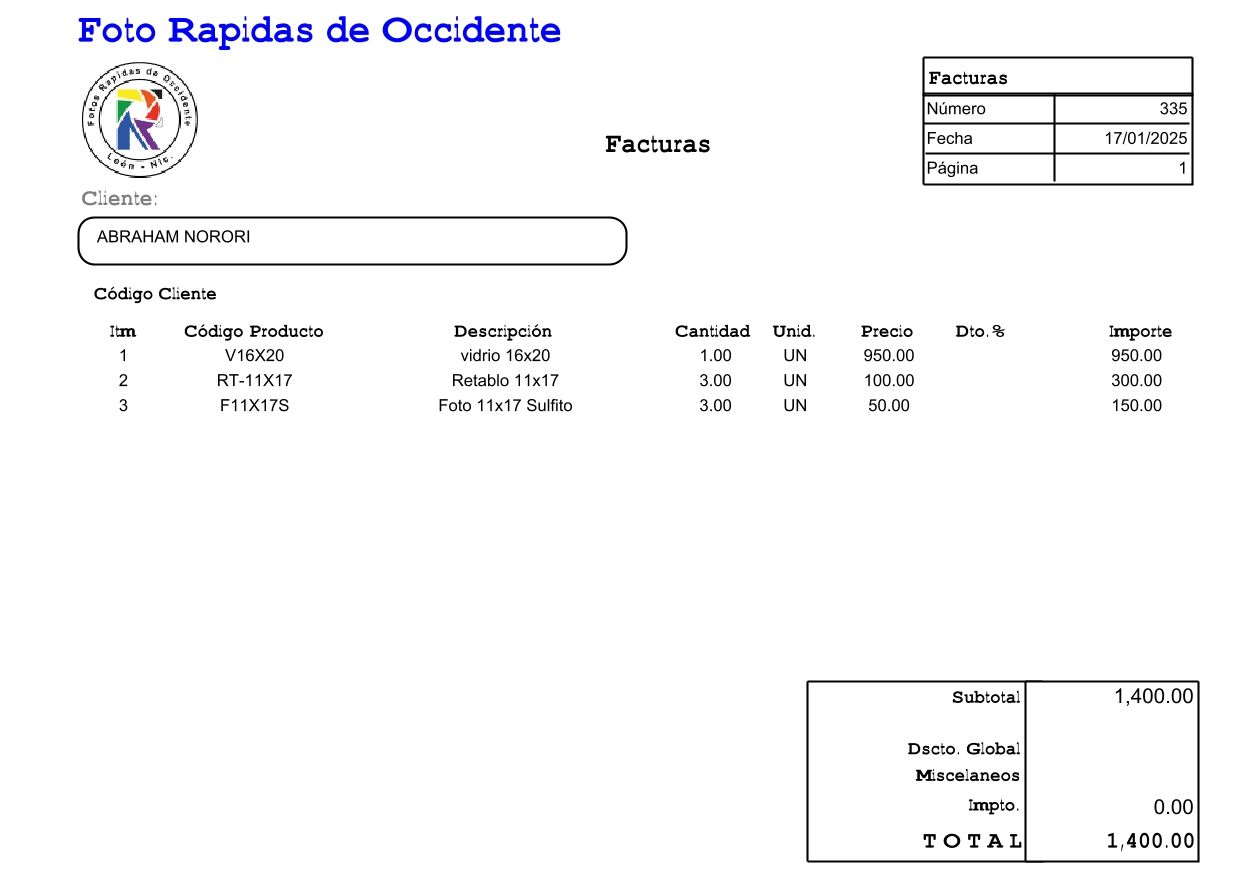 Foto Rapidas de Occidente
Fotos Rapidas de Occidente
León - Nic.
Facturas
Facturas
Número 335
Fecha 17/01/2025
Página 1
Cliente:
ABRAHAM NORORI
Código Cliente
Itm Código Producto Descripción Cantidad Unid. Precio Dto.% Importe
1 V16X20 vidrio 16x20 1.00 UN 950.00 950.00
2 RT-11X17 Retablo 11x17 3.00 UN 100.00 300.00
3 F11X17S Foto 11x17 Sulfito 3.00 UN 50.00 150.00
Subtotal 1,400.00
Dscto. Global
Miscelaneos
Impto. 0.00
TOTAL 1,400.00